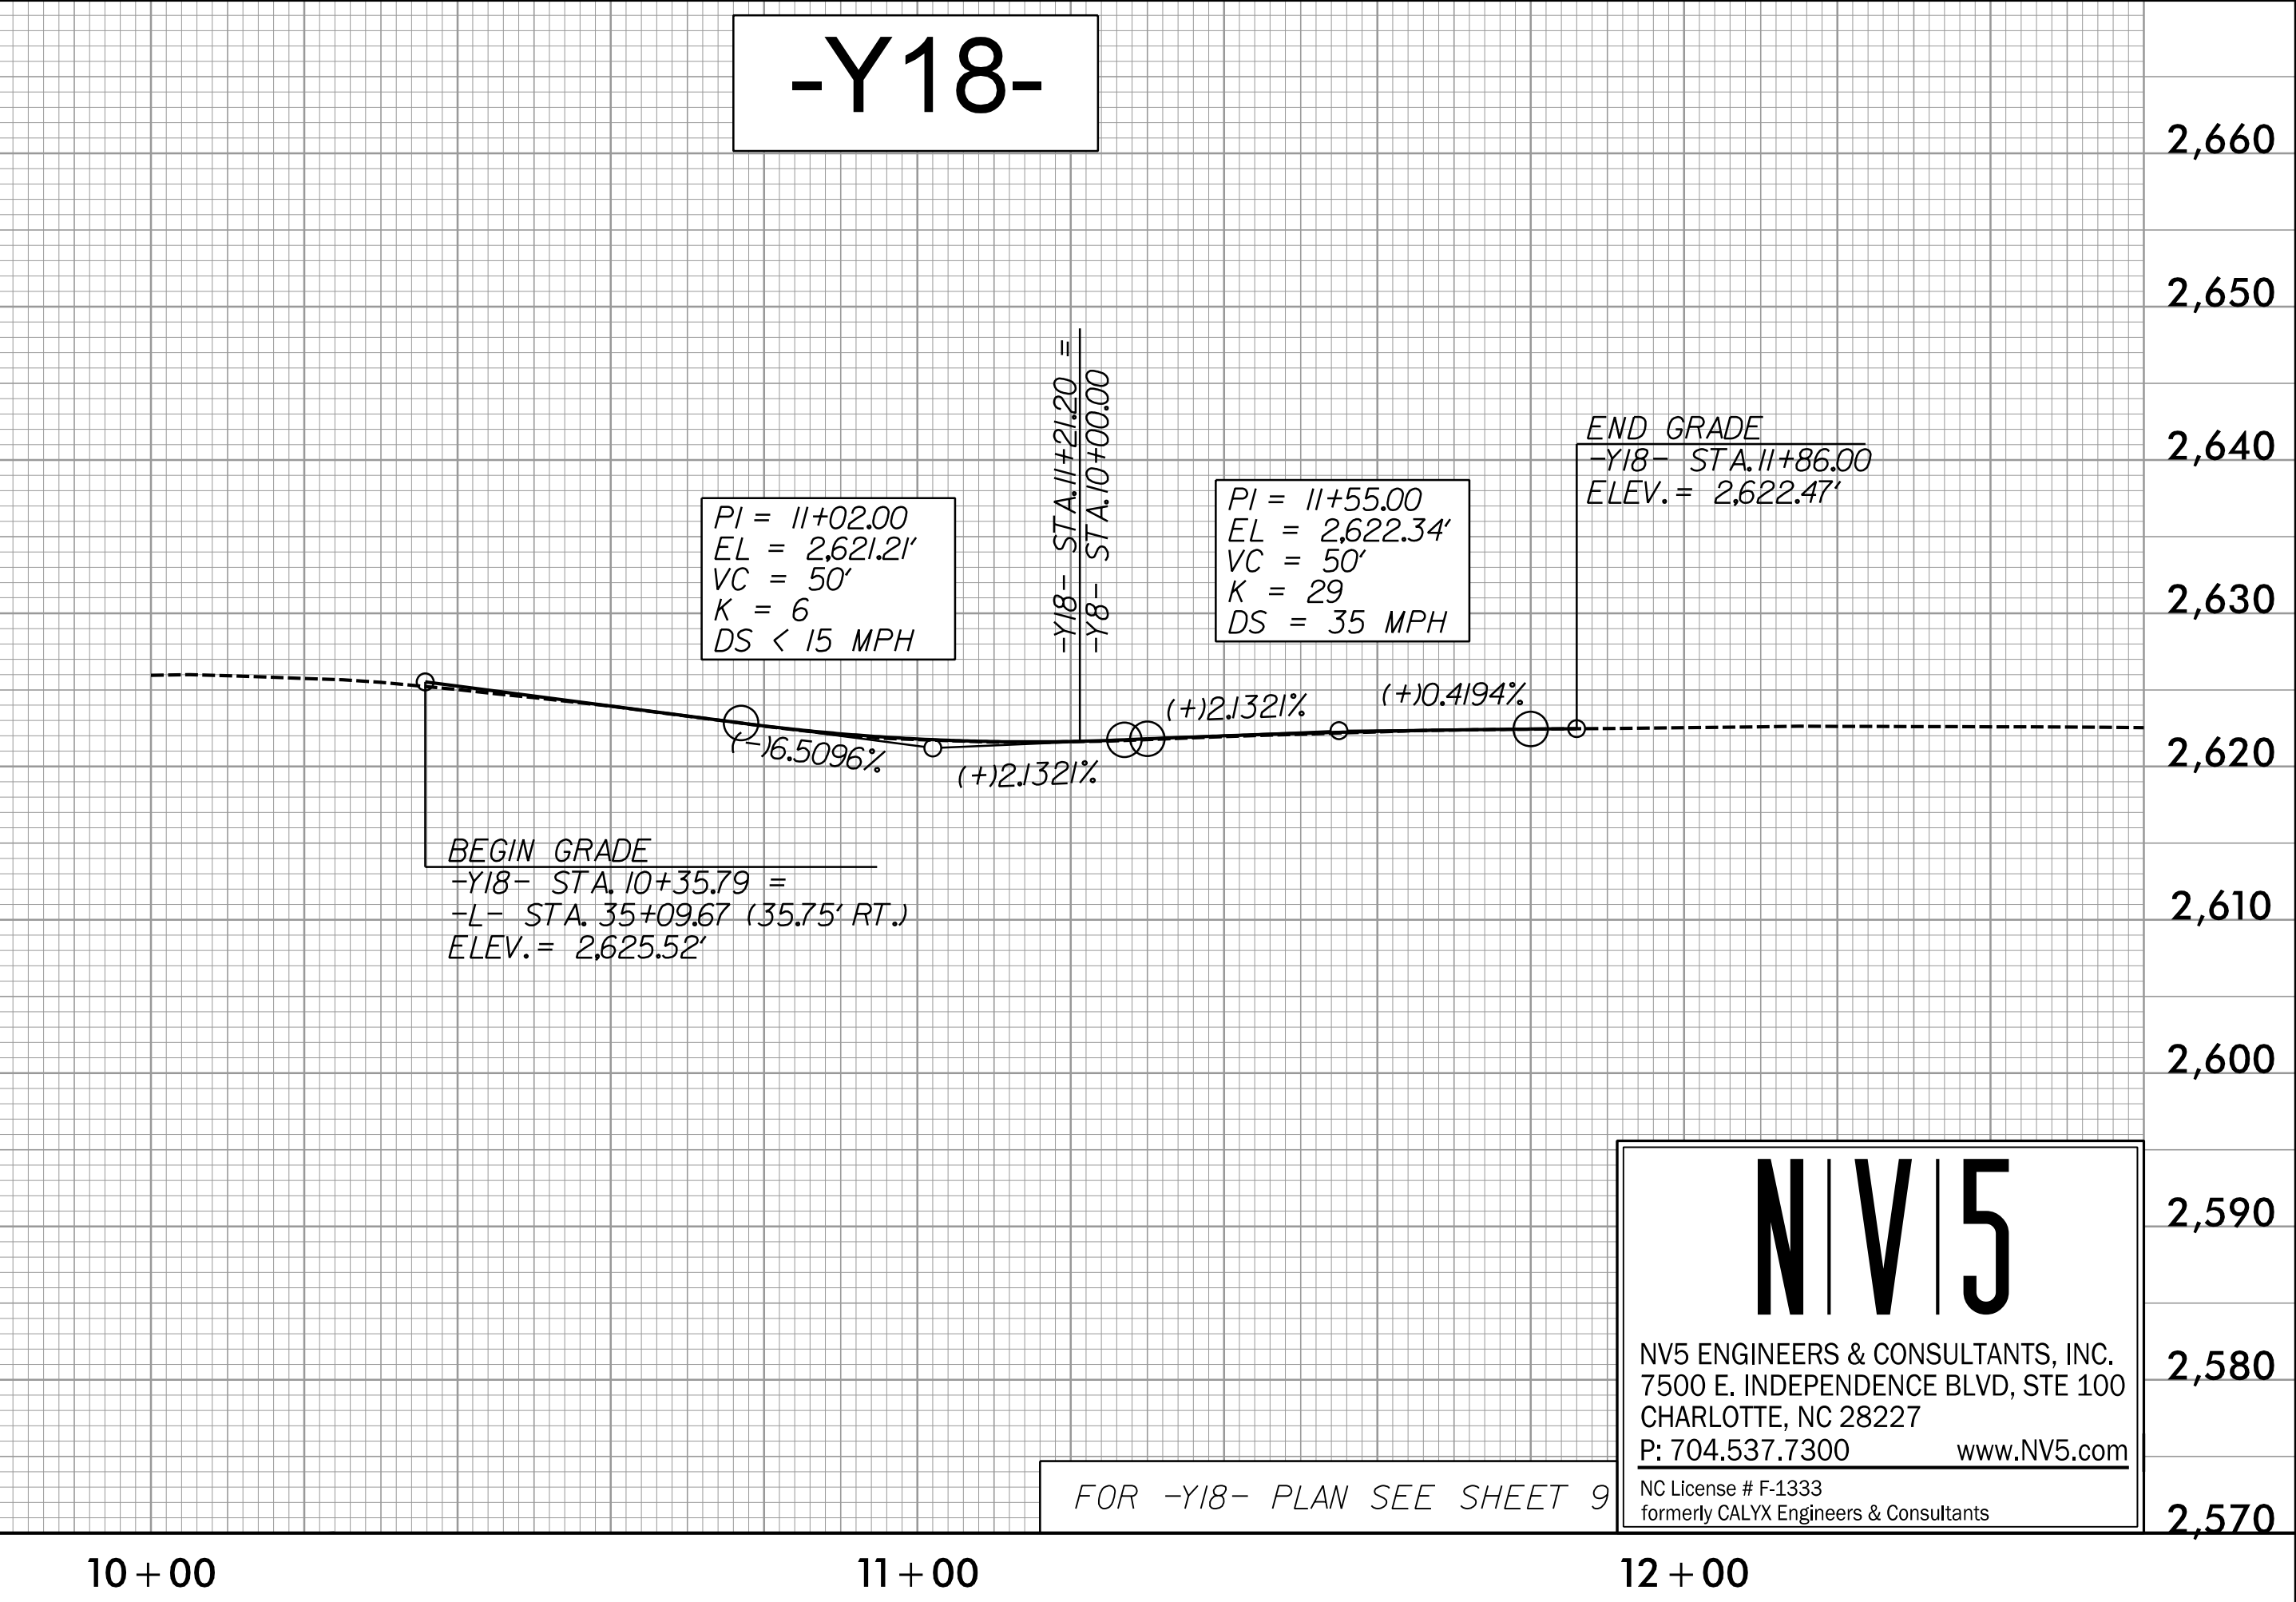 -Y18-
2,660
2,650
2,640
2,630
2,620
2,610
2,600
2,590
2,580
2,570
-Y18- STA. 11+21.20 =
-Y8- STA. 10+00.00
END GRADE
-Y18- STA. 11+86.00
ELEV. = 2,622.47'
PI = 11+02.00
EL = 2,621.21'
VC = 50'
K = 6
DS < 15 MPH
PI = 11+55.00
EL = 2,622.34'
VC = 50'
K = 29
DS = 35 MPH
(-)6.5096%
(+)2.1321%
(+)2.1321%
(+)0.4194%
BEGIN GRADE
-Y18- STA. 10+35.79 =
-L- STA. 35+09.67 (35.75' RT.)
ELEV. = 2,625.52'
N|V|5
NV5 ENGINEERS & CONSULTANTS, INC.
7500 E. INDEPENDENCE BLVD, STE 100
CHARLOTTE, NC 28227
P: 704.537.7300 www.NV5.com
NC License # F-1333
formerly CALYX Engineers & Consultants
FOR -Y18- PLAN SEE SHEET 9
10+00
11+00
12+00